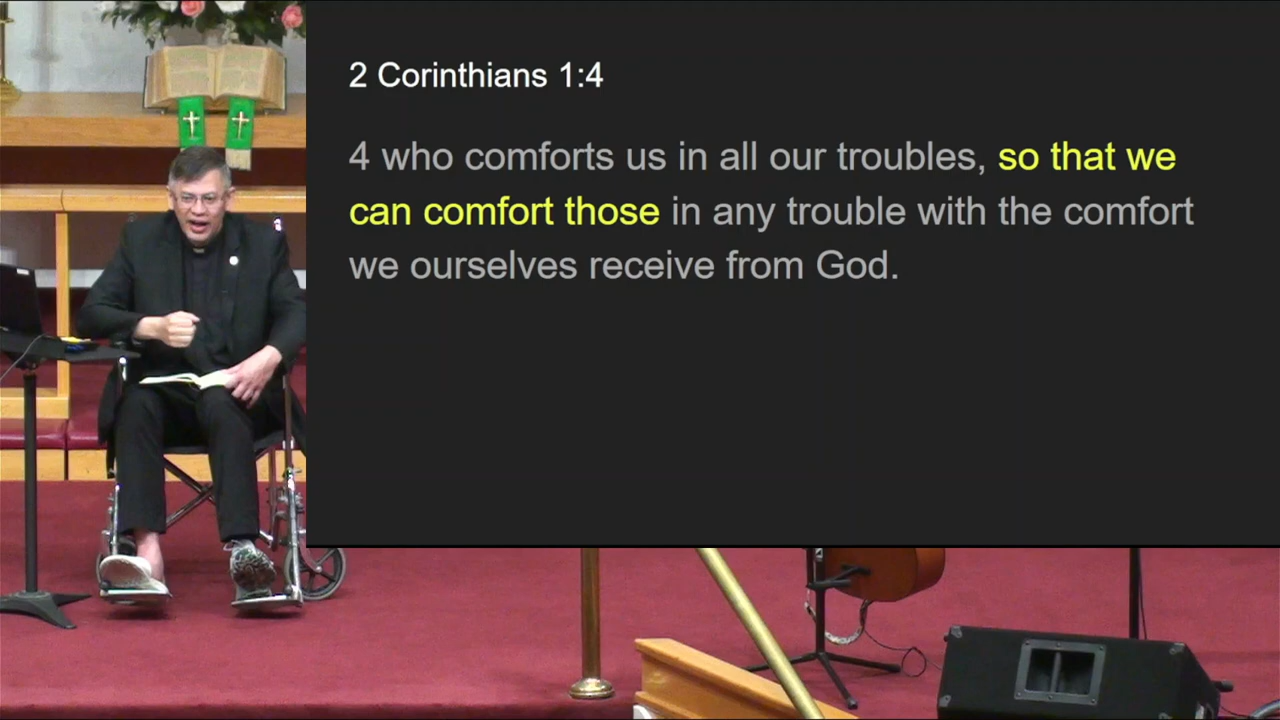 2 Corinthians 1:4
4 who comforts us in all our troubles, so that we
can comfort those in any trouble with the comfort
we ourselves receive from God.